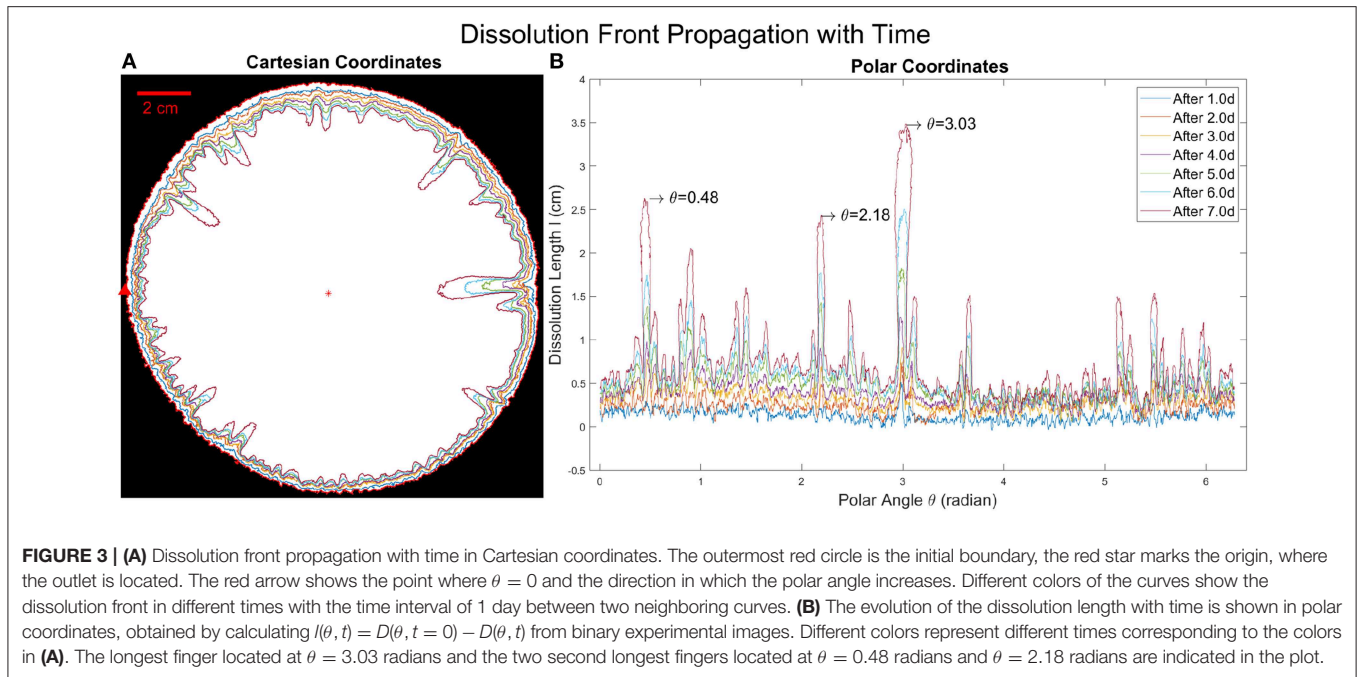 Dissolution Front Propagation with Time
A
Cartesian Coordinates
2 cm
B
Polar Coordinates
Dissolution Length l (cm)
4
3.5
3
2.5
2
1.5
1
0.5
0
-0.5
→ θ=0.48
→ θ=2.18
→ θ=3.03
After 1.0d
After 2.0d
After 3.0d
After 4.0d
After 5.0d
After 6.0d
After 7.0d
0 1 2 3 4 5 6
Polar Angle θ (radian)
FIGURE 3 | (A) Dissolution front propagation with time in Cartesian coordinates. The outermost red circle is the initial boundary, the red star marks the origin, where
the outlet is located. The red arrow shows the point where θ = 0 and the direction in which the polar angle increases. Different colors of the curves show the
dissolution front in different times with the time interval of 1 day between two neighboring curves. (B) The evolution of the dissolution length with time is shown in polar
coordinates, obtained by calculating l(θ, t) = D(θ, t = 0) − D(θ, t) from binary experimental images. Different colors represent different times corresponding to the colors
in (A). The longest finger located at θ = 3.03 radians and the two second longest fingers located at θ = 0.48 radians and θ = 2.18 radians are indicated in the plot.